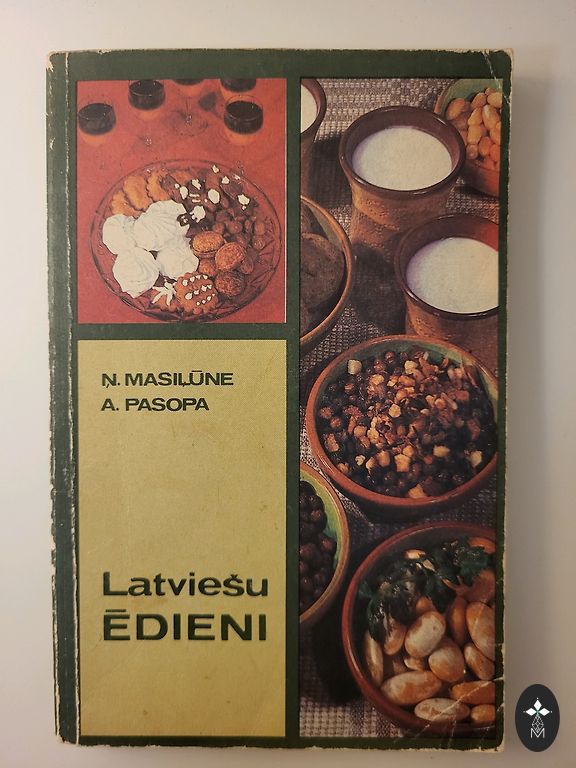 Ņ. MASIĻŪNE
A. PASOPA
Latviešu
ĒDIENI